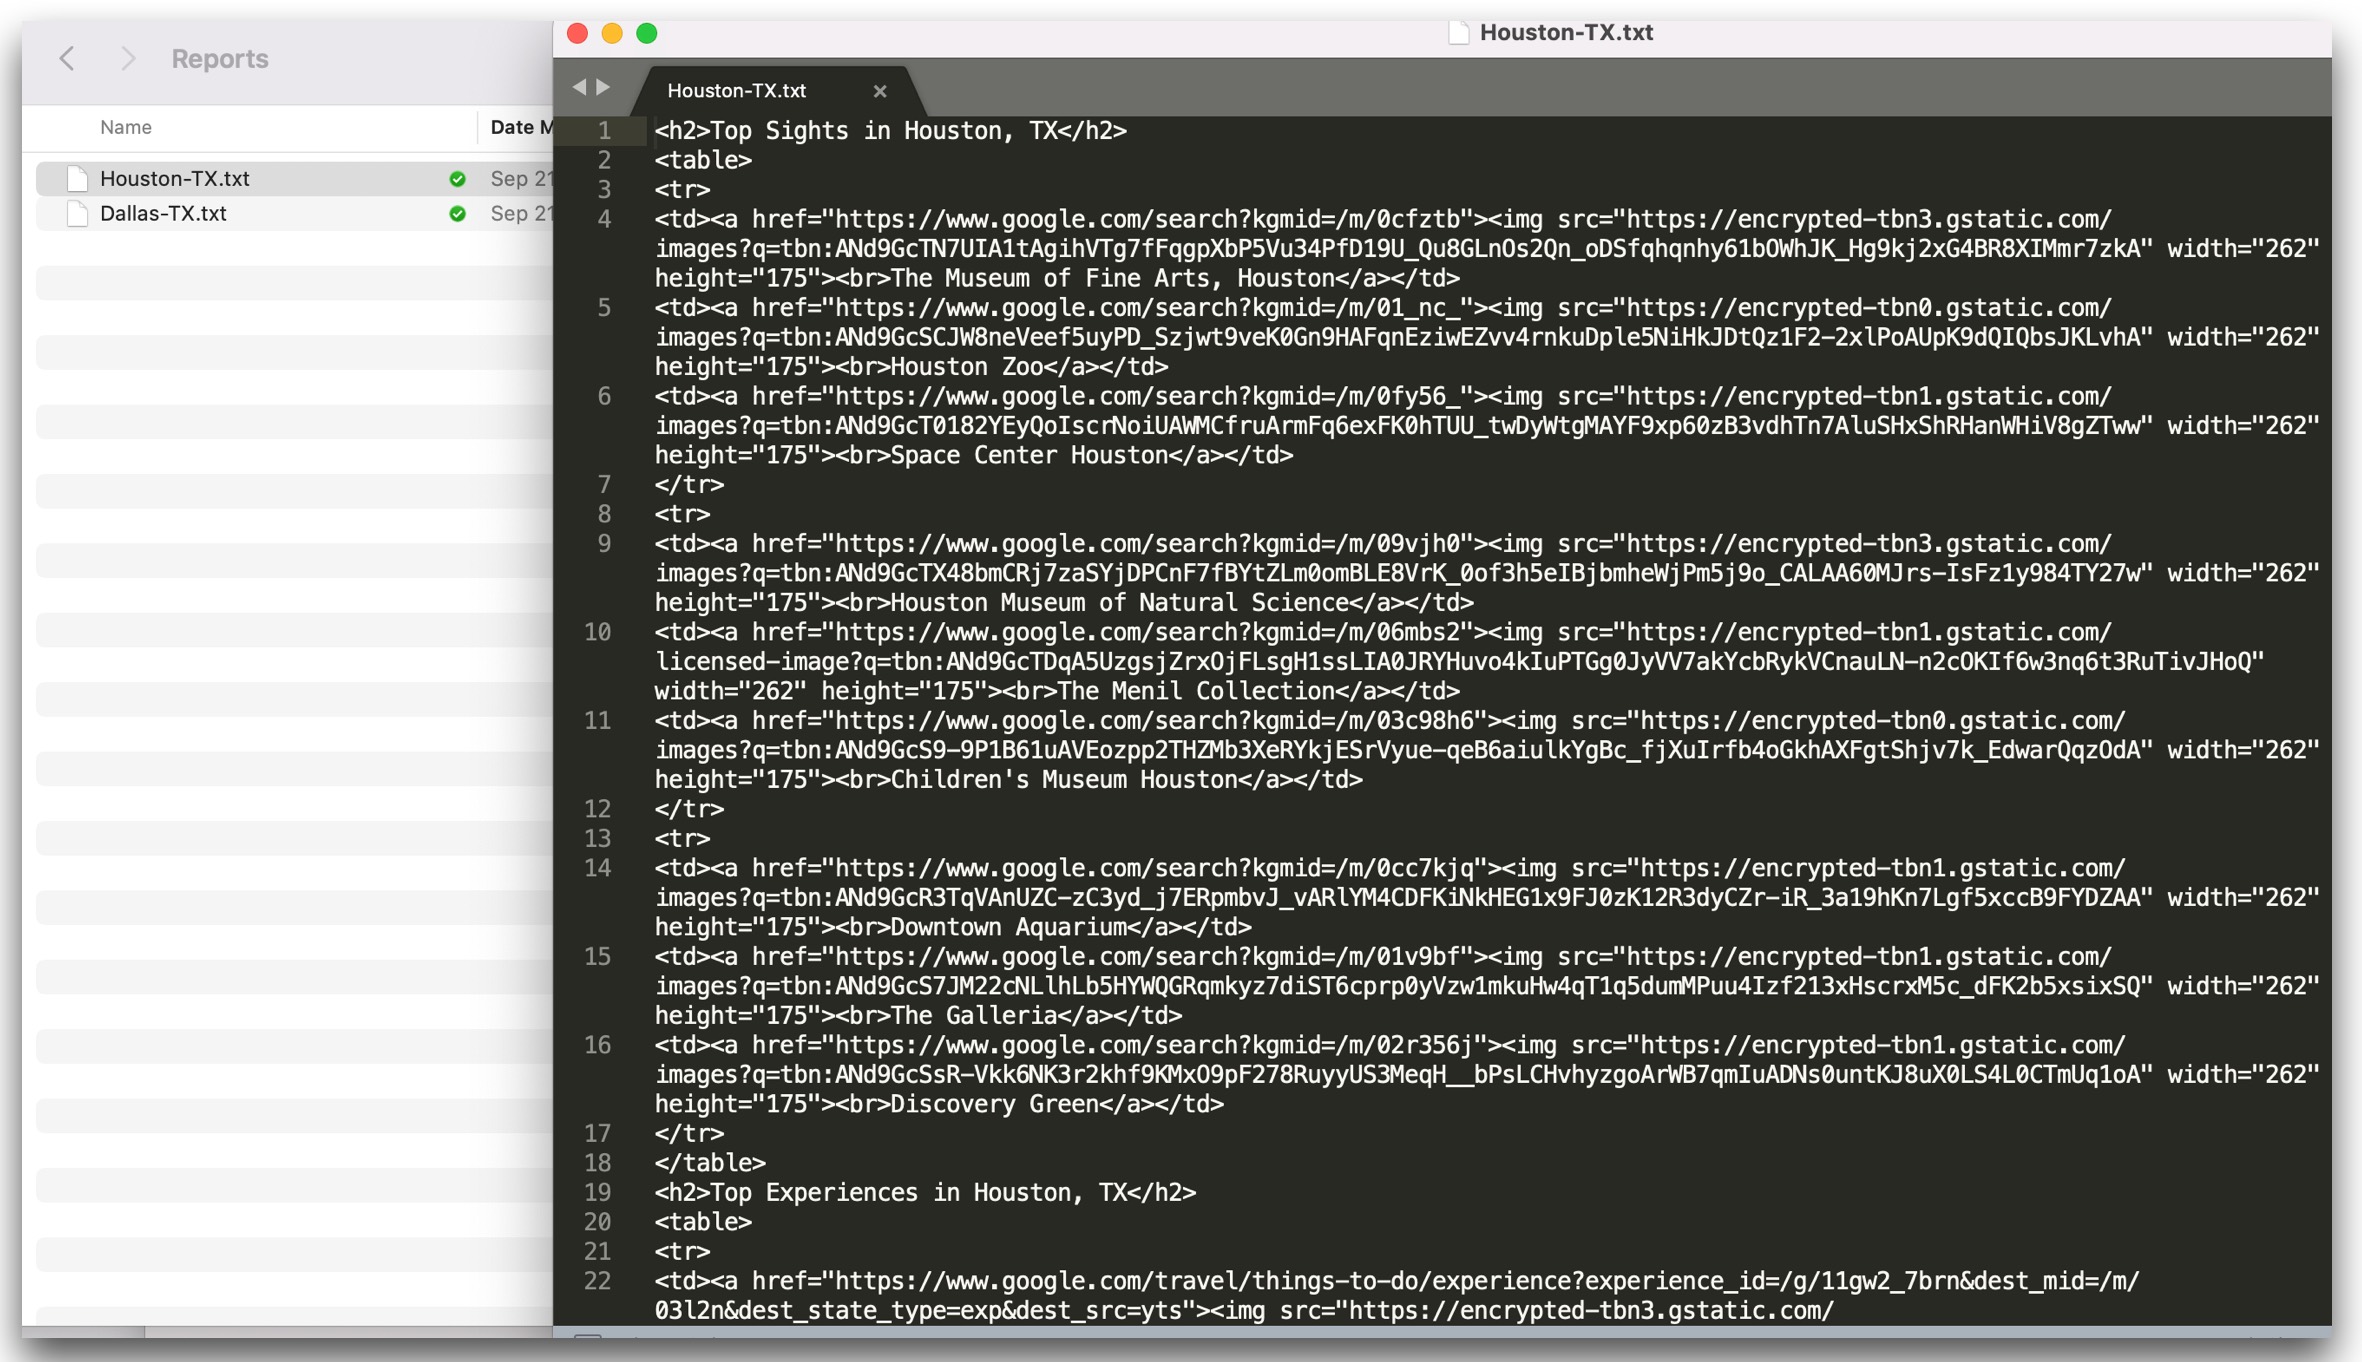 Reports
Name
Date M
Houston-TX.txt
Sep 21
Dallas-TX.txt
Sep 21
Houston-TX.txt
Houston-TX.txt ×
1 <h2>Top Sights in Houston, TX</h2>
2 <table>
3 <tr>
4 <td><a href="https://www.google.com/search?kgmid=/m/0cfztb"><img src="https://encrypted-tbn3.gstatic.com/
images?q=tbn:ANd9GcTN7UIA1tAgihVTg7fFqgpXbP5Vu34PfD19U_Qu8GLnOs2Qn_oDSfqhqnhy61bOWhJK_Hg9kj2xG4BR8XIMmr7zkA" width="262"
height="175"><br>The Museum of Fine Arts, Houston</a></td>
5 <td><a href="https://www.google.com/search?kgmid=/m/01_nc_"><img src="https://encrypted-tbn0.gstatic.com/
images?q=tbn:ANd9GcSCJW8neVeef5uyPD_Szjwt9veK0Gn9HAFqnEziwEZvv4rnkuDple5NiHkJDtQz1F2-2xlPoAUpK9dQIQbsJKLvhA" width="262"
height="175"><br>Houston Zoo</a></td>
6 <td><a href="https://www.google.com/search?kgmid=/m/0fy56_"><img src="https://encrypted-tbn1.gstatic.com/
images?q=tbn:ANd9GcT0182YEyQoIscrNoiUAWMCfruArmFq6exFK0hTUU_twDyWtgMAYF9xp60zB3vdhTn7AluSHxShRHanWHiV8gZTww" width="262"
height="175"><br>Space Center Houston</a></td>
7 </tr>
8 <tr>
9 <td><a href="https://www.google.com/search?kgmid=/m/09vjh0"><img src="https://encrypted-tbn3.gstatic.com/
images?q=tbn:ANd9GcTX48bmCRj7zaSYjDPCnF7fBYtZLm0omBLE8VrK_0of3h5eIBjbmheWjPm5j9o_CALAA60MJrs-IsFz1y984TY27w" width="262"
height="175"><br>Houston Museum of Natural Science</a></td>
10 <td><a href="https://www.google.com/search?kgmid=/m/06mbs2"><img src="https://encrypted-tbn1.gstatic.com/
licensed-image?q=tbn:ANd9GcTDqA5UzgsjZrxOjFLsgH1ssLIA0JRYHuvo4kIuPTGg0JyVV7akYcbRykVCnauLN-n2cOKIf6w3nq6t3RuTivJHoQ"
width="262" height="175"><br>The Menil Collection</a></td>
11 <td><a href="https://www.google.com/search?kgmid=/m/03c98h6"><img src="https://encrypted-tbn0.gstatic.com/
images?q=tbn:ANd9GcS9-9P1B61uAVEozpp2THZMb3XeRYkjESrVyue-qeB6aiulkYgBc_fjXuIrfb4oGkhAXFgtShjv7k_EdwarQqzOdA" width="262"
height="175"><br>Children's Museum Houston</a></td>
12 </tr>
13 <tr>
14 <td><a href="https://www.google.com/search?kgmid=/m/0cc7kjq"><img src="https://encrypted-tbn1.gstatic.com/
images?q=tbn:ANd9GcR3TqVAnUZC-zC3yd_j7ERpmbvJ_vARlYM4CDFKiNkHEG1x9FJ0zK12R3dyCZr-iR_3a19hKn7Lgf5xccB9FYDZAA" width="262"
height="175"><br>Downtown Aquarium</a></td>
15 <td><a href="https://www.google.com/search?kgmid=/m/01v9bf"><img src="https://encrypted-tbn1.gstatic.com/
images?q=tbn:ANd9GcS7JM22cNLlhLb5HYWQGRqmkyz7diST6cprp0yVzw1mkuHw4qT1q5dumMPuu4Izf213xHscrxM5c_dFK2b5xsixSQ" width="262"
height="175"><br>The Galleria</a></td>
16 <td><a href="https://www.google.com/search?kgmid=/m/02r356j"><img src="https://encrypted-tbn1.gstatic.com/
images?q=tbn:ANd9GcSsR-Vkk6NK3r2khf9KMxO9pF278RuyyUS3MeqH__bPsLCHvhyzgoArWB7qmIuADNs0untKJ8uX0LS4L0CTmUq1oA" width="262"
height="175"><br>Discovery Green</a></td>
17 </tr>
18 </table>
19 <h2>Top Experiences in Houston, TX</h2>
20 <table>
21 <tr>
22 <td><a href="https://www.google.com/travel/things-to-do/experience?experience_id=/g/11gw2_7brn&dest_mid=/m/
03l2n&dest_state_type=exp&dest_src=yts"><img src="https://encrypted-tbn3.gstatic.com/